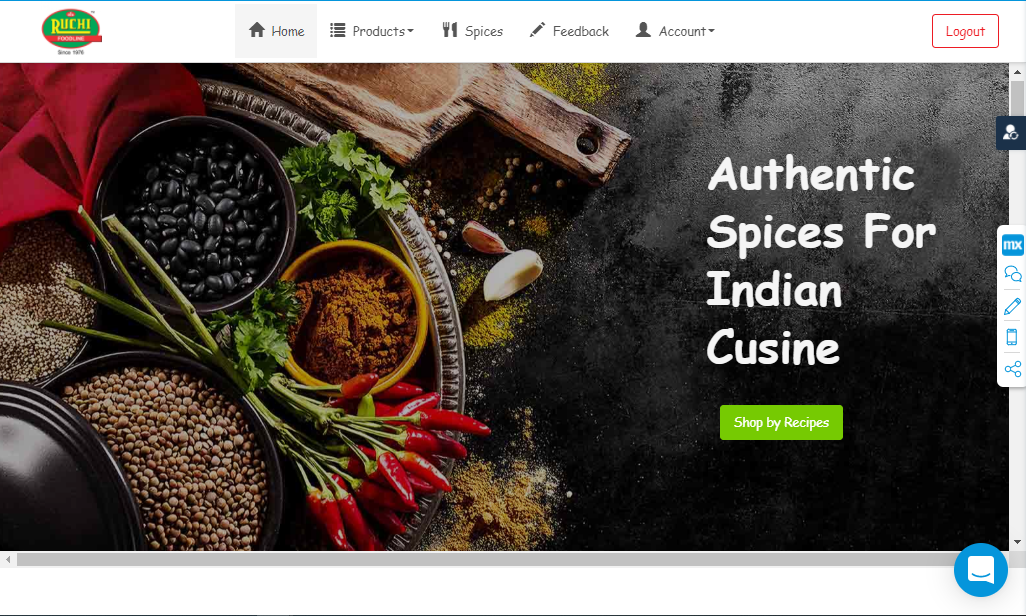 RUCHI
FOODLINE
Since 1976
Home
Products
Spices
Feedback
Account
Logout
Authentic
Spices For
Indian
Cusine
Shop by Recipes
mx